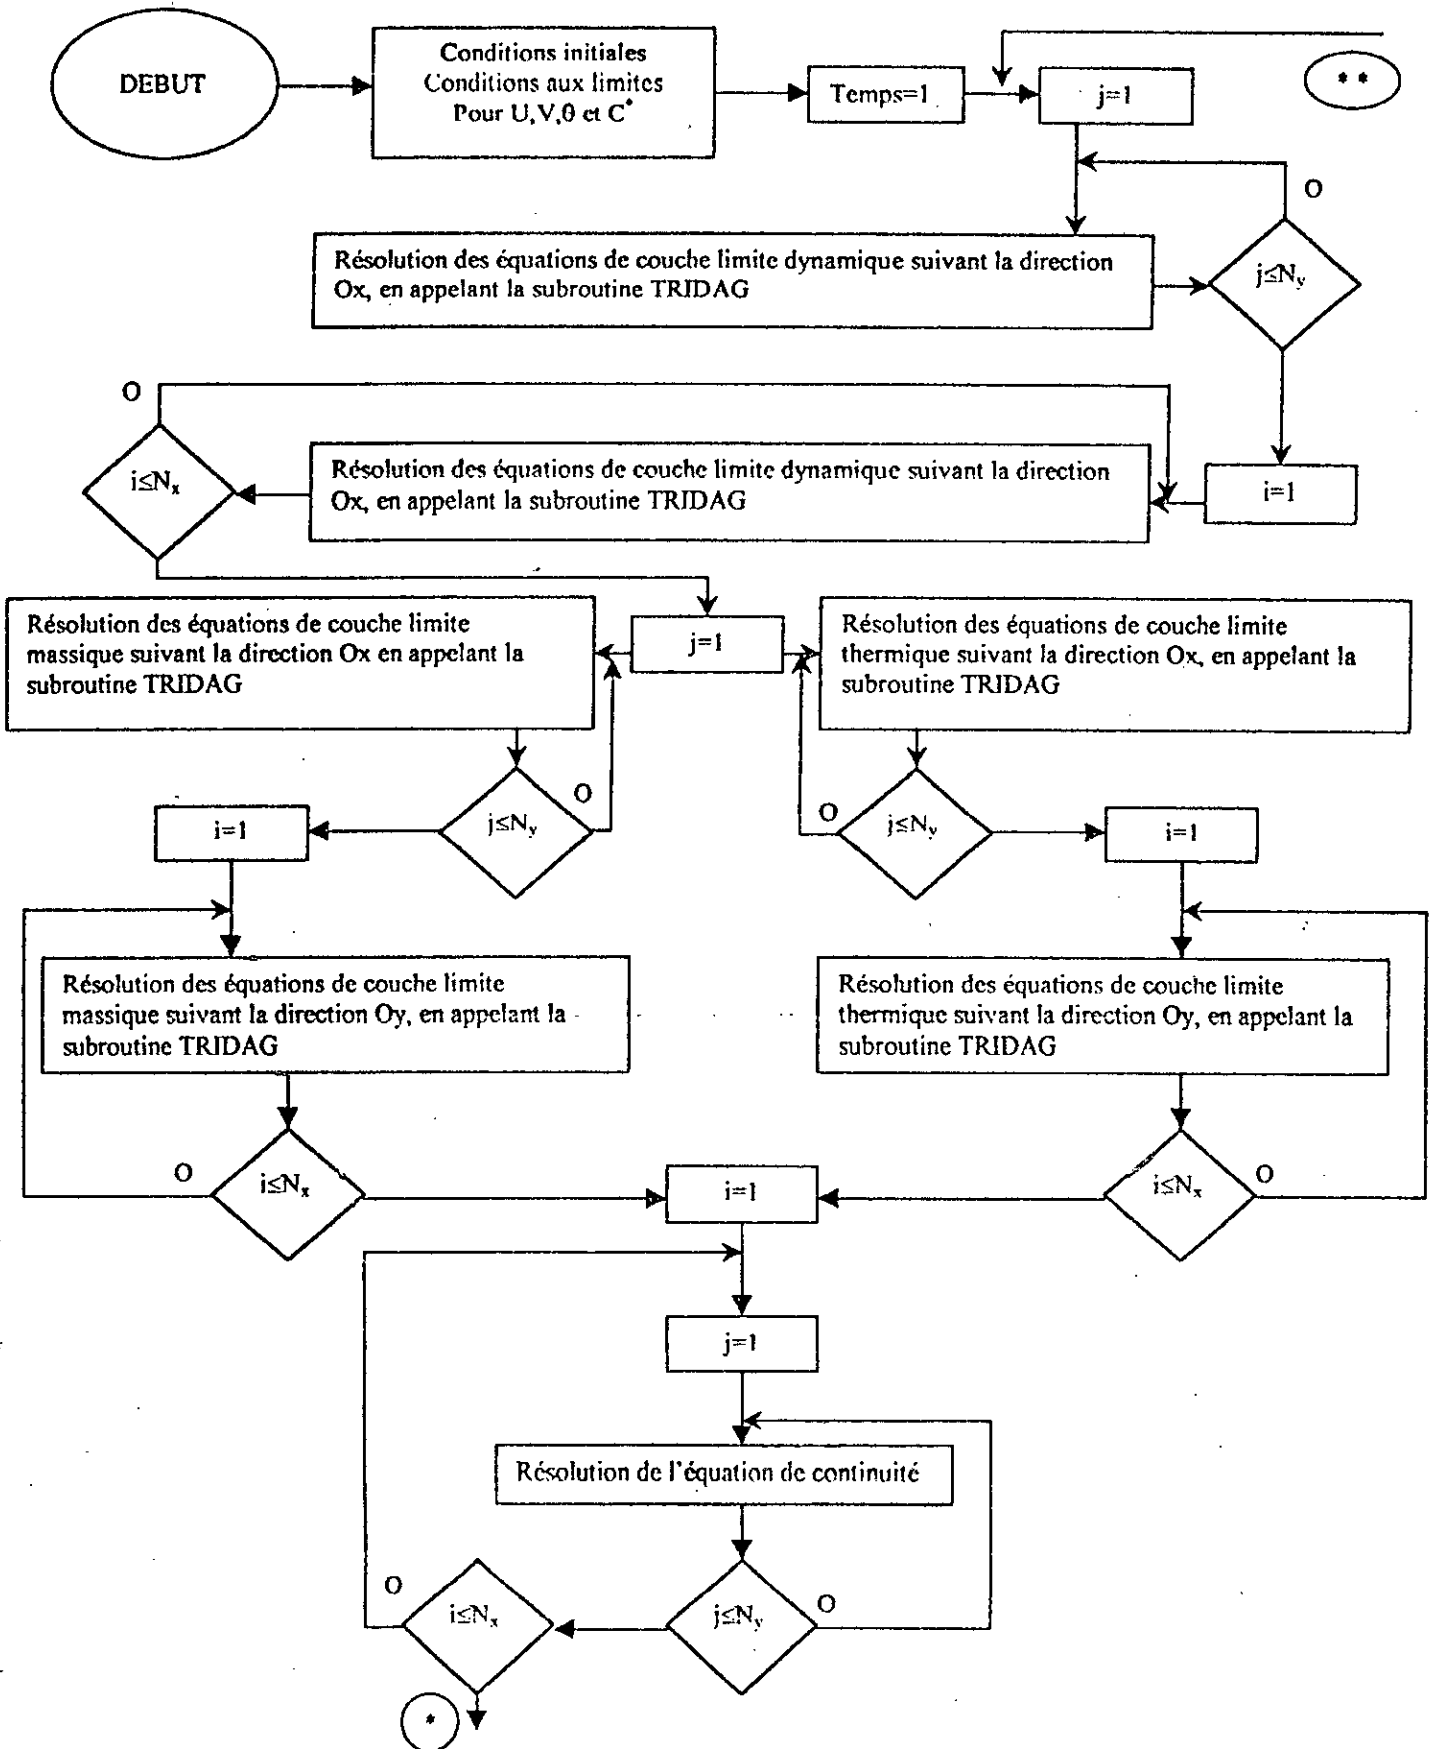 DEBUT
Conditions initiales
Conditions aux limites
Pour U,V,θ et C*
Temps=1
j=1
* *
O
Résolution des équations de couche limite dynamique suivant la direction
Ox, en appelant la subroutine TRIDAG
j≤Ny
O
i≤Nx
Résolution des équations de couche limite dynamique suivant la direction
Ox, en appelant la subroutine TRIDAG
i=1
Résolution des équations de couche limite
massique suivant la direction Ox en appelant la
subroutine TRIDAG
j=1
Résolution des équations de couche limite
thermique suivant la direction Ox, en appelant la
subroutine TRIDAG
i=1
j≤Ny
O
O
j≤Ny
i=1
Résolution des équations de couche limite
massique suivant la direction Oy, en appelant la
subroutine TRIDAG
Résolution des équations de couche limite
thermique suivant la direction Oy, en appelant la
subroutine TRIDAG
O
i≤Nx
i=1
i≤Nx
O
j=1
Résolution de l'équation de continuité
O
i≤Nx
j≤Ny
O
*